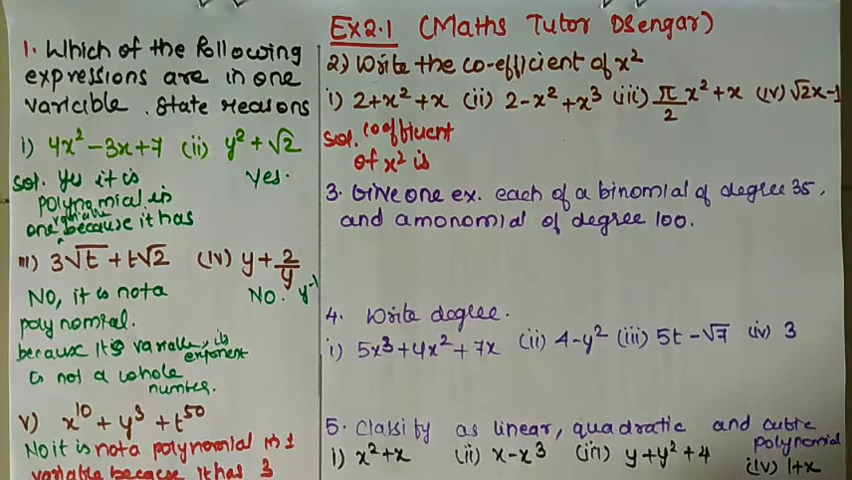 Ex2.1 (Maths Tutor Dsengar)
1. Which of the following
expressions are in one
variable. State reasons
i) 4x² - 3x + 7 (ii) y² + √2
Sol. Yes it is Yes.
polynomial in
one variable because it has
iii) 3√t + t√2 (iv) y + 2/y
No, it is not a No. y⁻¹
polynomial.
because it's variable, is
exponent
is not a whole
number.
v) x¹⁰ + y³ + t⁵⁰
No it is not a polynomial in 1
variable because it has 3
2) Write the co-efficient of x²
i) 2+x²+x (ii) 2-x²+x³ (iii) π/2 x²+x (iv) √2x-1
Sol. coefficient
of x² is
3. Give one ex. each of a binomial of degree 35,
and a monomial of degree 100.
4. Write degree.
i) 5x³+4x²+7x (ii) 4-y² (iii) 5t-√7 (iv) 3
5. Classify as linear, quadratic and cubic
polynomial
i) x²+x (ii) x-x³ (iii) y+y²+4 (iv) 1+x